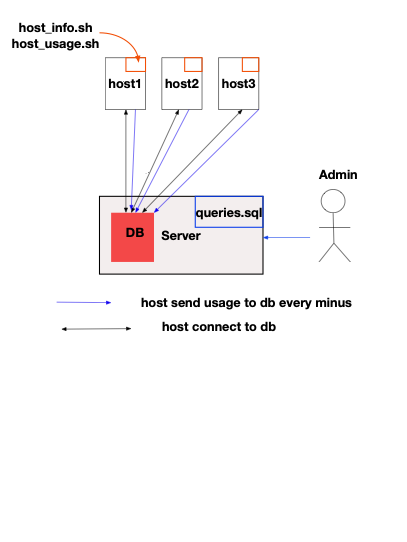 host_info.sh
host_usage.sh
host1
host2
host3
Admin
queries.sql
DB
Server
host send usage to db every minus
host connect to db